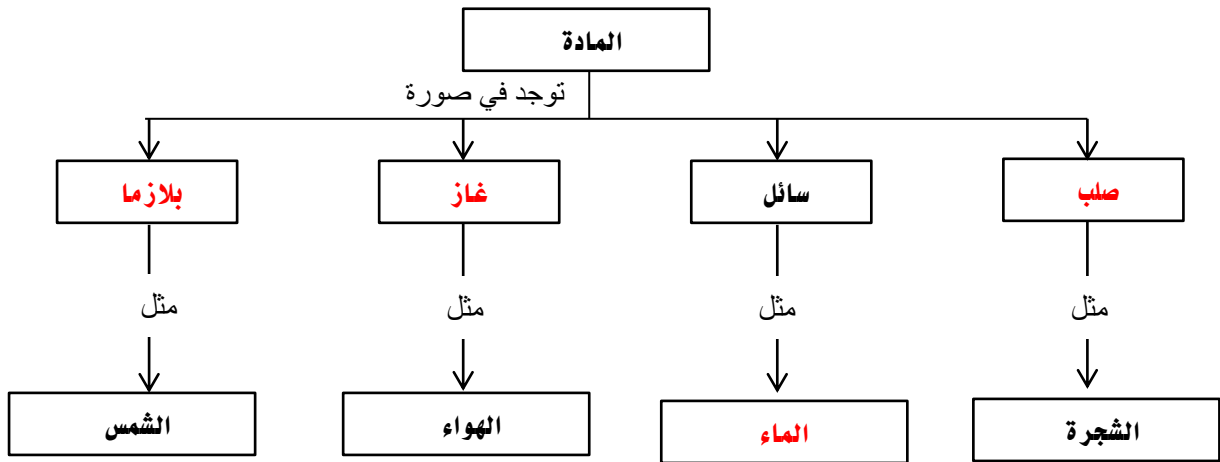 المادة
توجد في صورة
صلب
سائل
غاز
بلازما
مثل
مثل
مثل
مثل
الشجرة
الماء
الهواء
الشمس